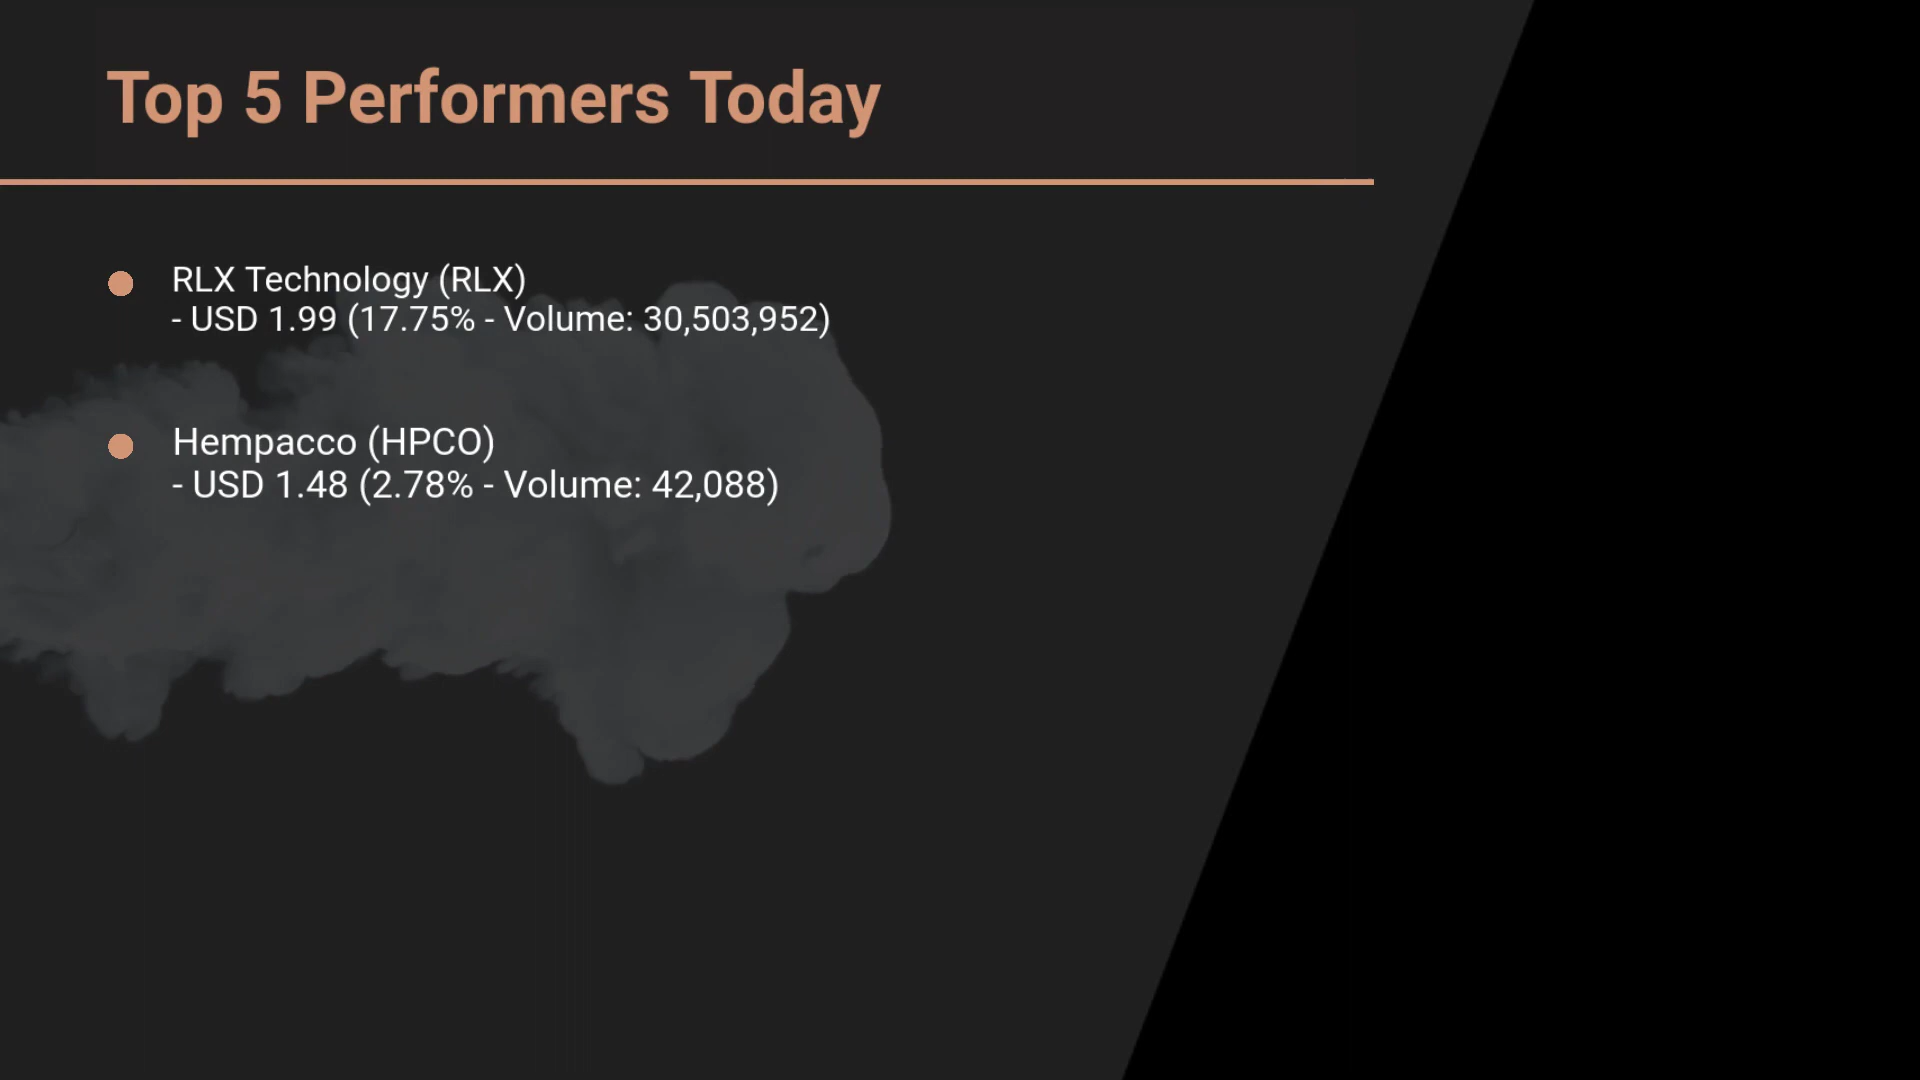 Top 5 Performers Today
RLX Technology (RLX)
- USD 1.99 (17.75% - Volume: 30,503,952)
Hempacco (HPCO)
- USD 1.48 (2.78% - Volume: 42,088)